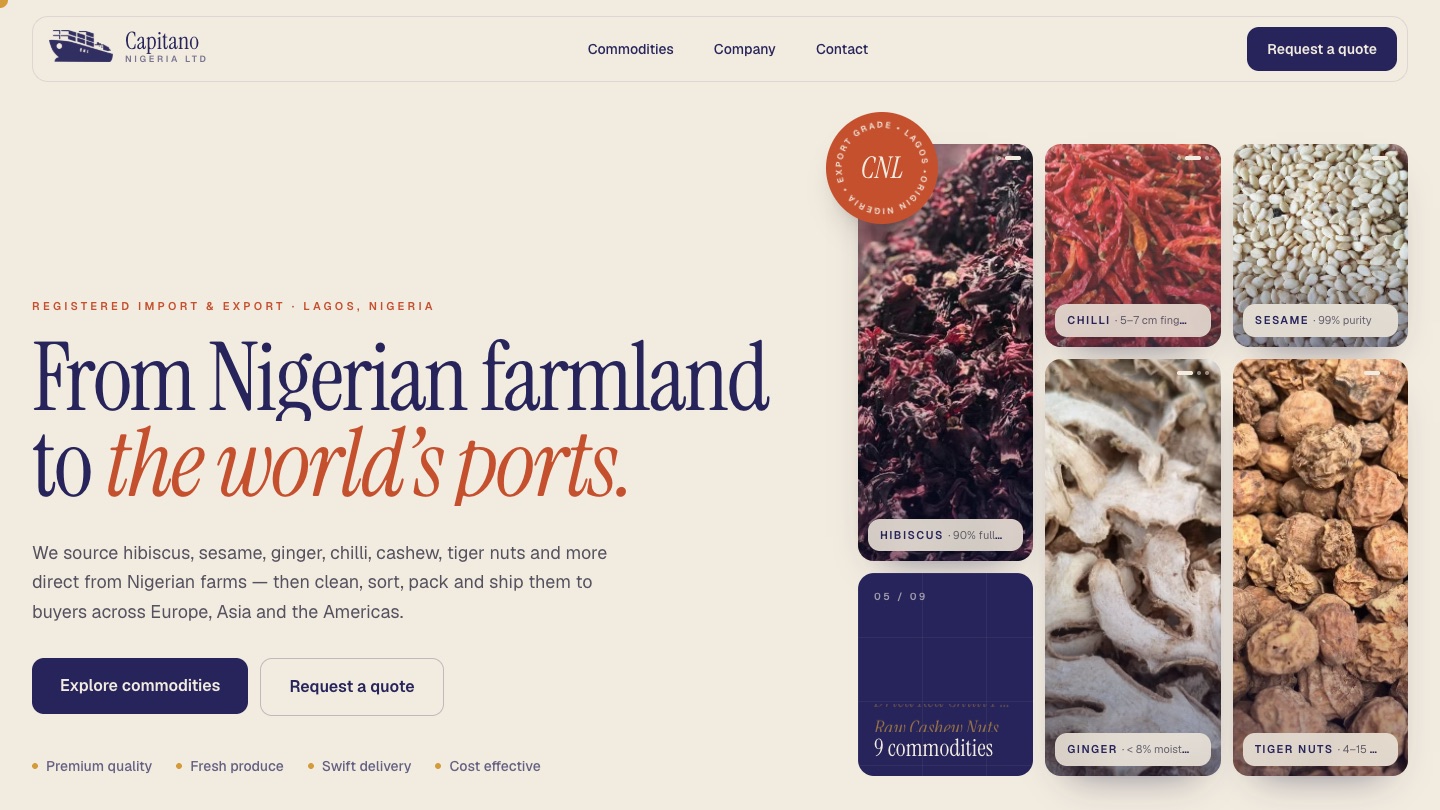 Capitano
NIGERIA LTD
Commodities
Company
Contact
Request a quote
REGISTERED IMPORT & EXPORT · LAGOS, NIGERIA
From Nigerian farmland
to the world’s ports.
We source hibiscus, sesame, ginger, chilli, cashew, tiger nuts and more
direct from Nigerian farms — then clean, sort, pack and ship them to
buyers across Europe, Asia and the Americas.
Explore commodities
Request a quote
Premium quality
Fresh produce
Swift delivery
Cost effective
EXPORT GRADE • LAGOS • ORIGIN NIGERIA •
CNL
HIBISCUS · 90% full...
CHILLI · 5–7 cm fing...
SESAME · 99% purity
05 / 09
Raw Cashew Nuts
9 commodities
GINGER · < 8% moist...
TIGER NUTS · 4–15 ...